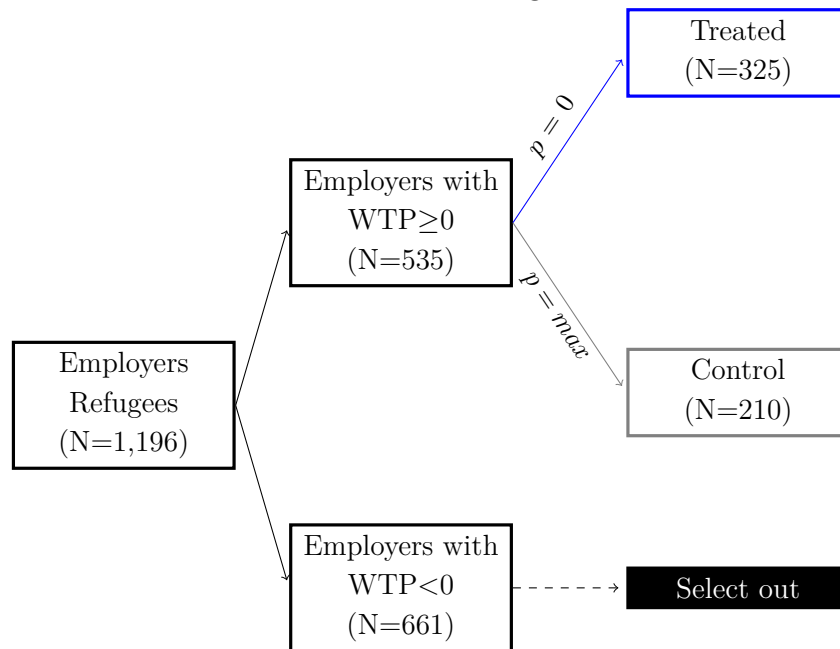 Treated
(N=325)
p = 0
Employers with
WTP≥0
(N=535)
p = max
Employers
Refugees
(N=1,196)
Control
(N=210)
Employers with
WTP<0
(N=661)
Select out